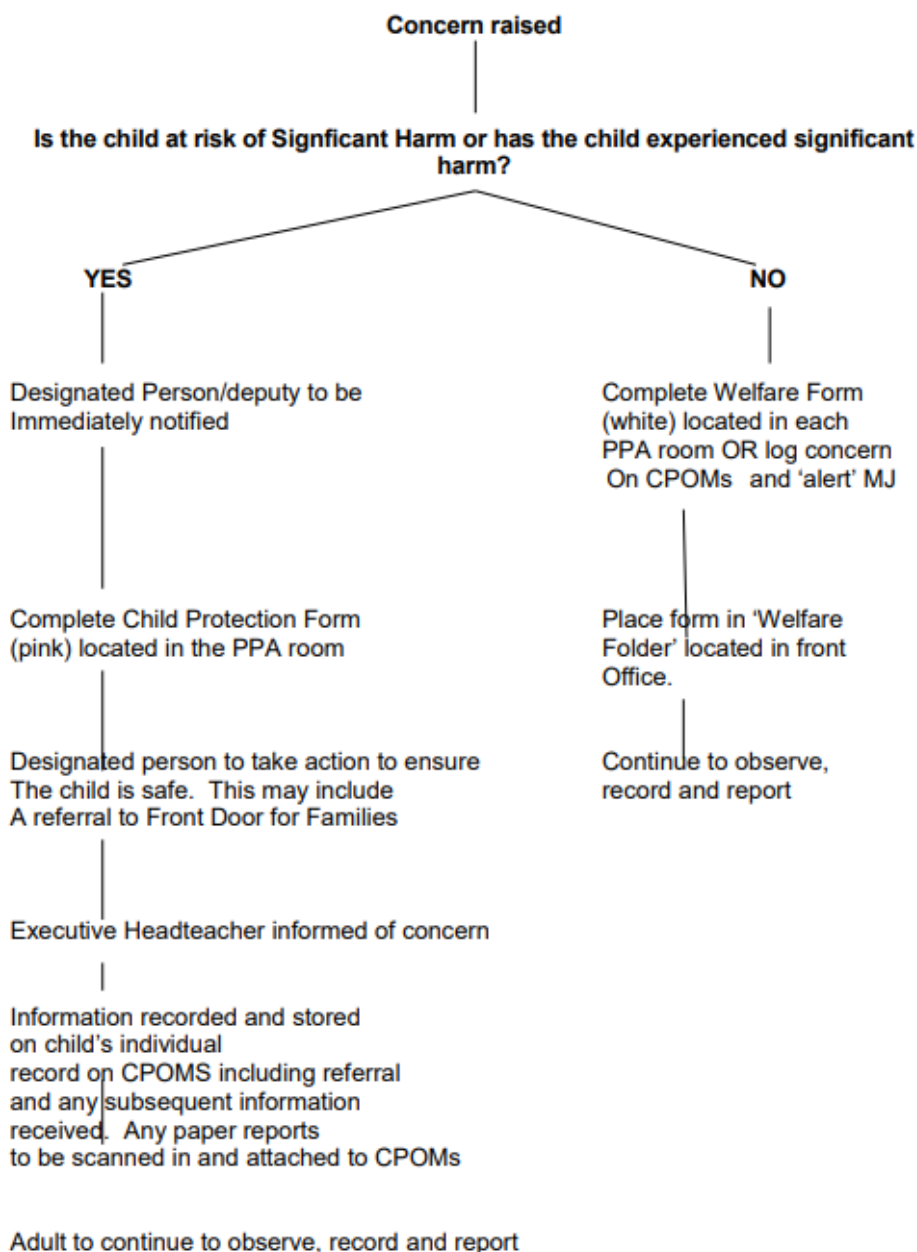 Concern raised
Is the child at risk of Signficant Harm or has the child experienced significant
harm?
YES
Designated Person/deputy to be
Immediately notified
Complete Child Protection Form
(pink) located in the PPA room
Designated person to take action to ensure
The child is safe. This may include
A referral to Front Door for Families
Executive Headteacher informed of concern
Information recorded and stored
on child's individual
record on CPOMS including referral
and any subsequent information
received. Any paper reports
to be scanned in and attached to CPOMs
Adult to continue to observe, record and report
NO
Complete Welfare Form
(white) located in each
PPA room OR log concern
On CPOMs and 'alert' MJ
Place form in 'Welfare
Folder' located in front
Office.
Continue to observe,
record and report